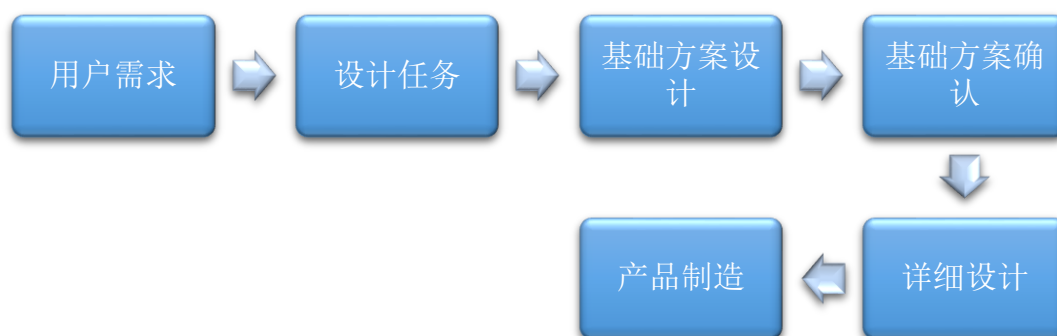 用户需求
设计任务
基础方案设
计
基础方案确
认
详细设计
产品制造